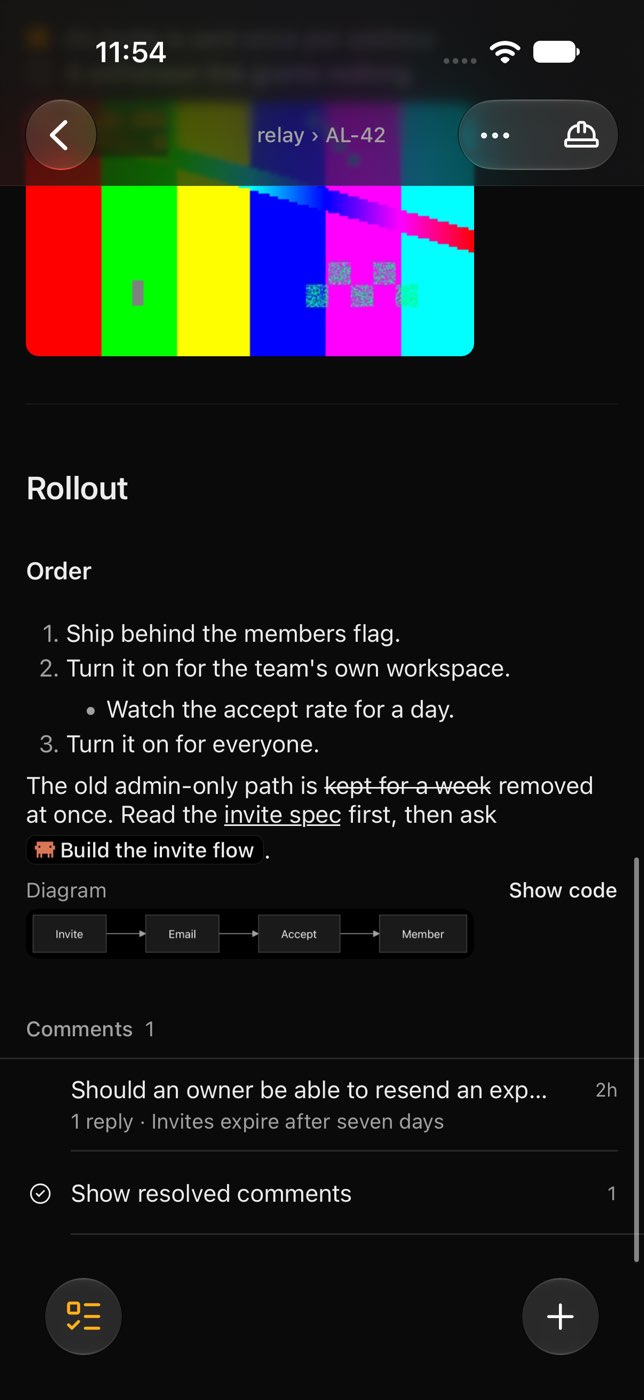 11:54
relay › AL-42
Rollout
Order
1. Ship behind the members flag.
2. Turn it on for the team's own workspace.
• Watch the accept rate for a day.
3. Turn it on for everyone.
The old admin-only path is kept for a week removed
at once. Read the invite spec first, then ask
Build the invite flow .
Diagram Show code
Invite Email Accept Member
Comments 1
Should an owner be able to resend an exp... 2h
1 reply · Invites expire after seven days
Show resolved comments 1